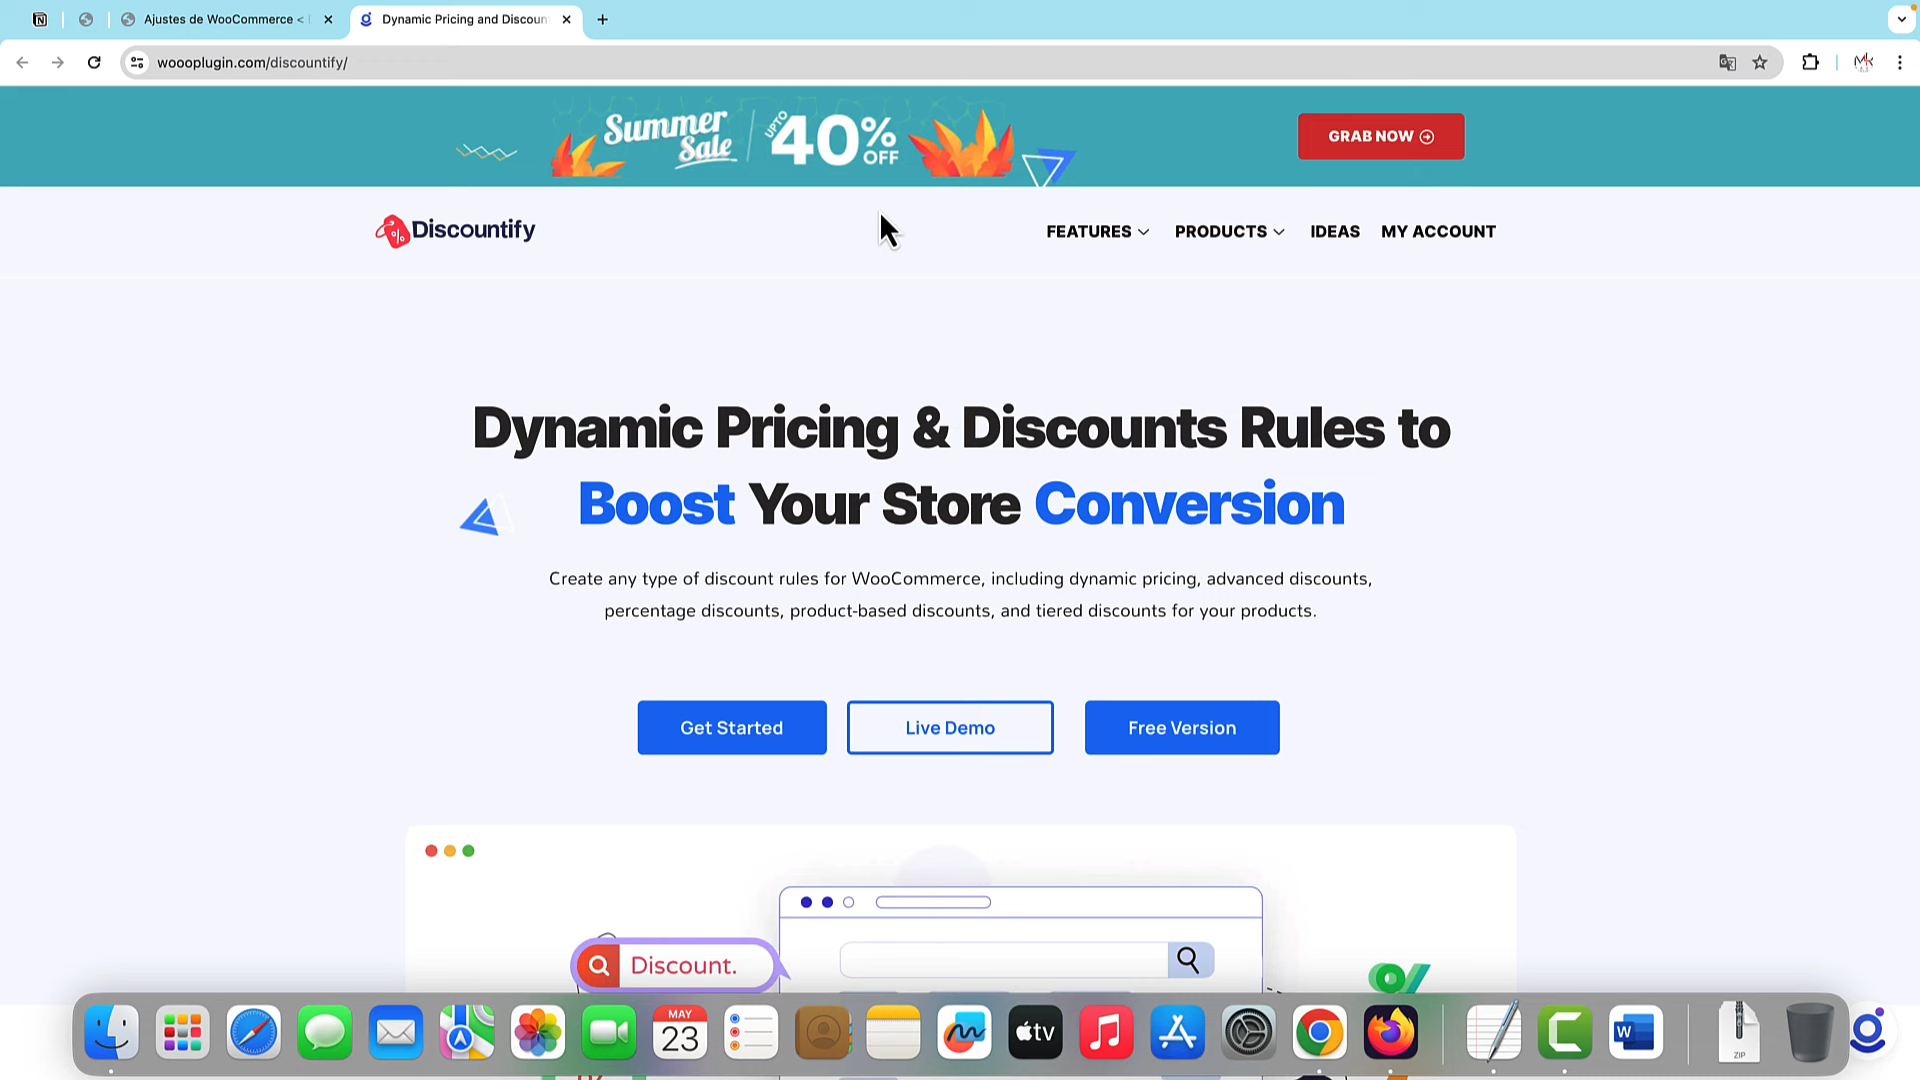 Ajustes de WooCommerce <
Dynamic Pricing and Discoun
woooplugin.com/discountify/
Summer
Sale
UPTO
40%
OFF
GRAB NOW
Discountify
FEATURES
PRODUCTS
IDEAS
MY ACCOUNT
Dynamic Pricing & Discounts Rules to
Boost Your Store Conversion
Create any type of discount rules for WooCommerce, including dynamic pricing, advanced discounts,
percentage discounts, product-based discounts, and tiered discounts for your products.
Get Started
Live Demo
Free Version
Discount.
MAY
23
tv
W
ZIP